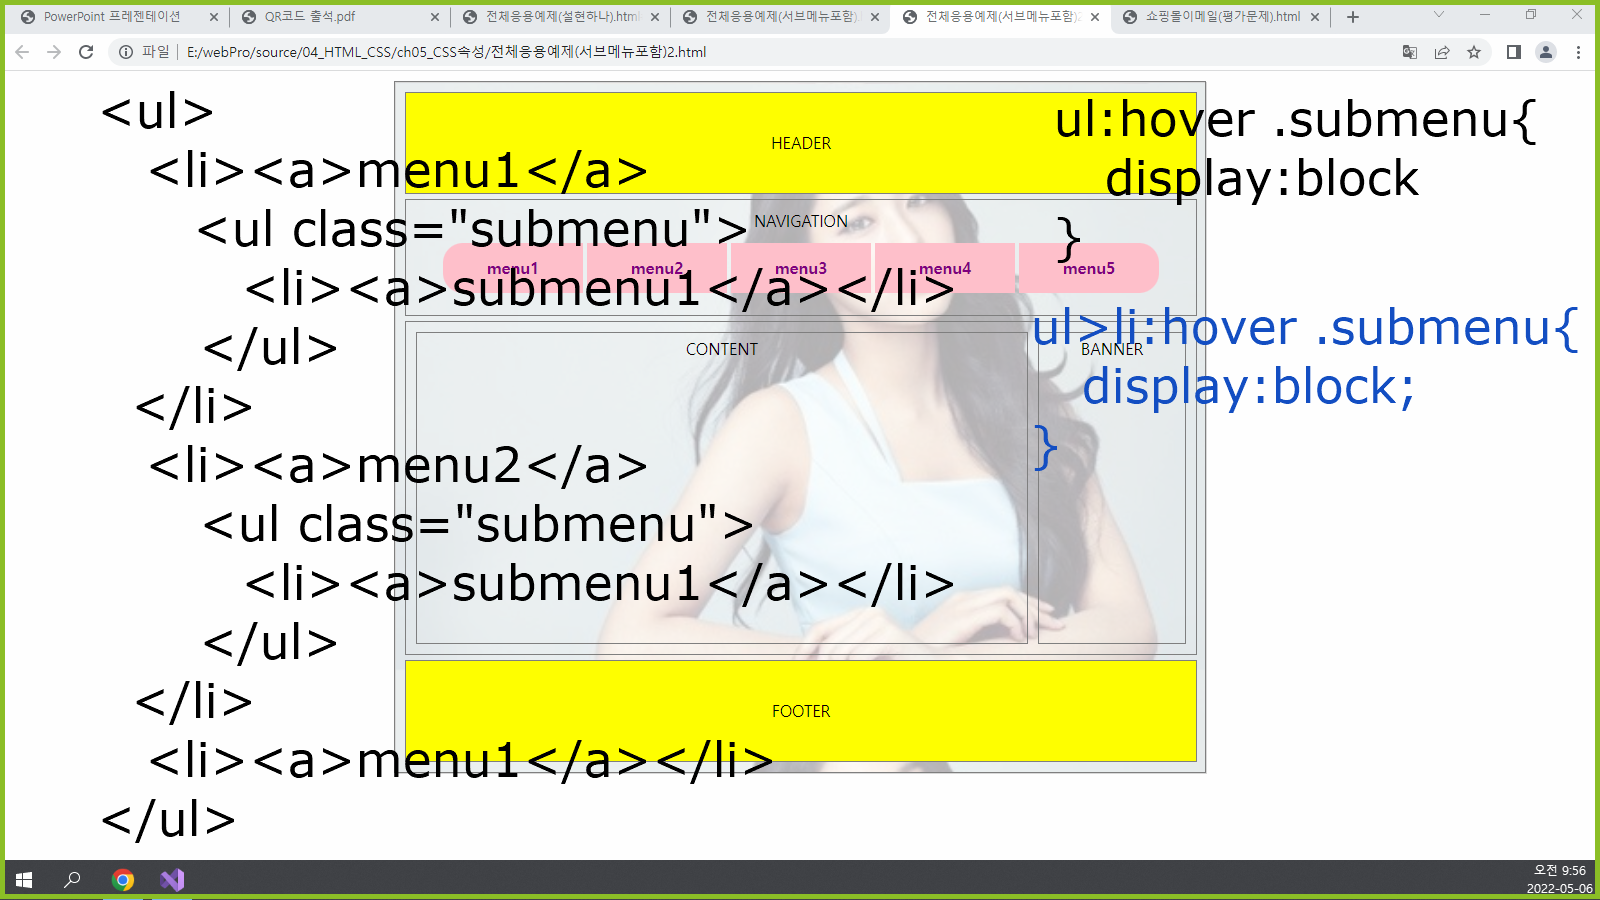 PowerPoint 프레젠테이션
QR코드 출석.pdf
전체응용예제(설현하나).html
전체응용예제(서브메뉴포함).
전체응용예제(서브메뉴포함)2
쇼핑몰이메일(평가문제).html
파일
E:/webPro/source/04_HTML_CSS/ch05_CSS속성/전체응용예제(서브메뉴포함)2.html
<ul>
<li><a>menu1</a>
<ul class="submenu">
<li><a>submenu1</a></li>
</ul>
</li>
<li><a>menu2</a>
<ul class="submenu">
<li><a>submenu1</a></li>
</ul>
</li>
<li><a>menu1</a></li>
</ul>
ul:hover .submenu{
display:block
}
ul>li:hover .submenu{
display:block;
}
HEADER
NAVIGATION
menu1 menu2 menu3 menu4 menu5
CONTENT
BANNER
FOOTER
오전 9:56
2022-05-06